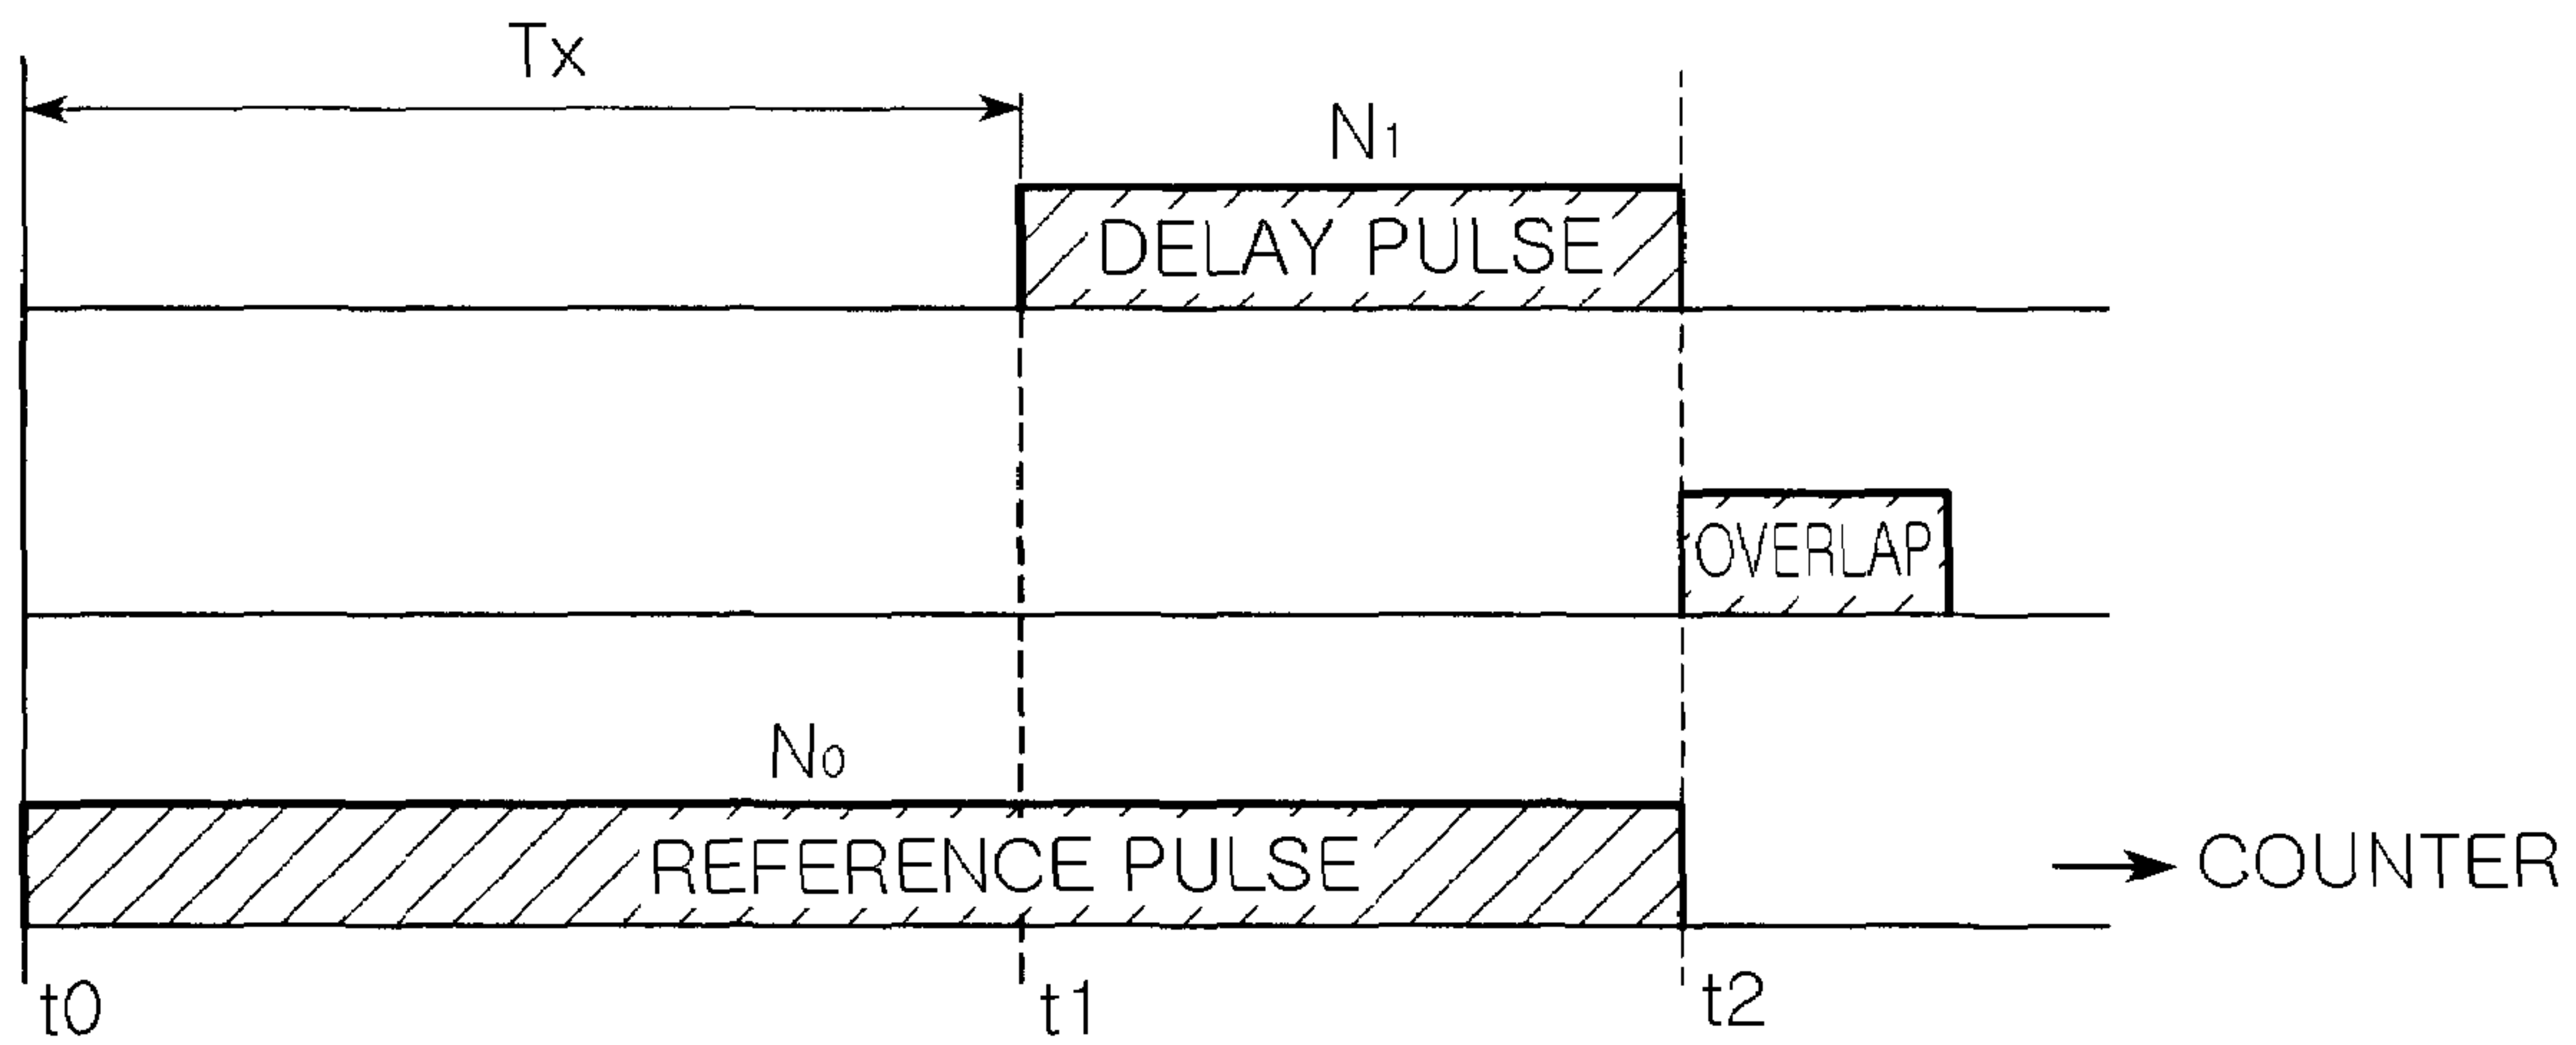 Tx
N1
DELAY PULSE
OVERLAP
N0
REFERENCE PULSE
COUNTER
t0
t1
t2